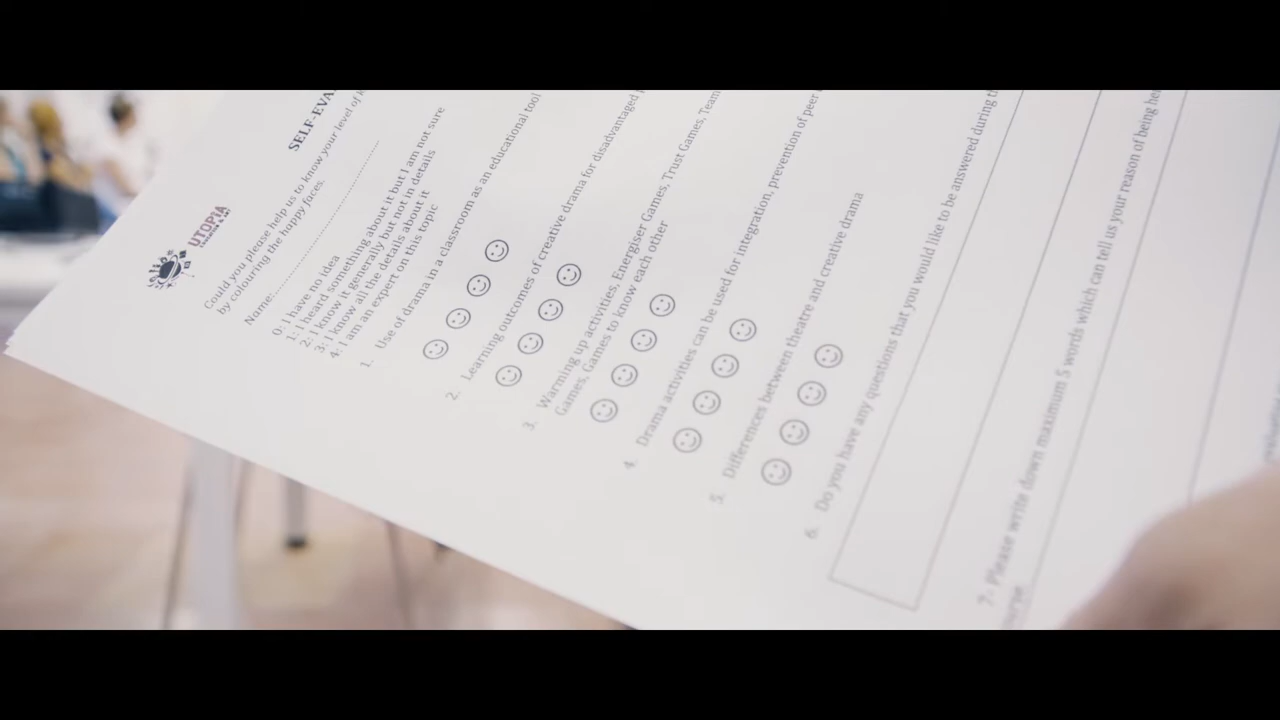 UTOPIA
SELF-EVA
Could you please help us to know your level of k
by colouring the happy faces.
Name:
0: I have no idea
1: I heard something about it but I am not sure
2: I know it generally but not in details
3: I know all the details about it
4: I am an expert on this topic
1. Use of drama in a classroom as an educational tool
2. Learning outcomes of creative drama for disadvantaged
3. Warming up activities, Energiser Games, Trust Games, Team
Games, Games to know each other
4. Drama activities can be used for integration, prevention of peer
5. Differences between theatre and creative drama
6. Do you have any questions that you would like to be answered during
7- Please write down maximum 5 words which can tell us your reason of being